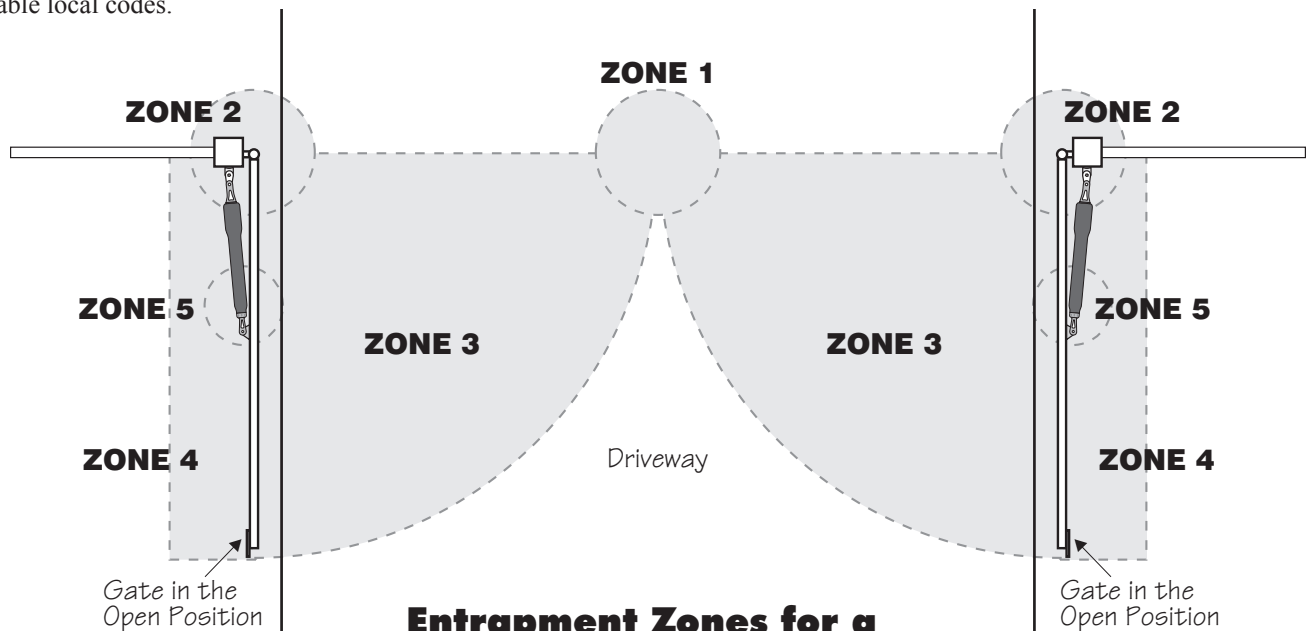 able local codes.
ZONE 1
ZONE 2
ZONE 2
ZONE 5
ZONE 5
ZONE 3
ZONE 3
ZONE 4
Driveway
ZONE 4
Gate in the
Open Position
Gate in the
Open Position
Entrapment Zones for a